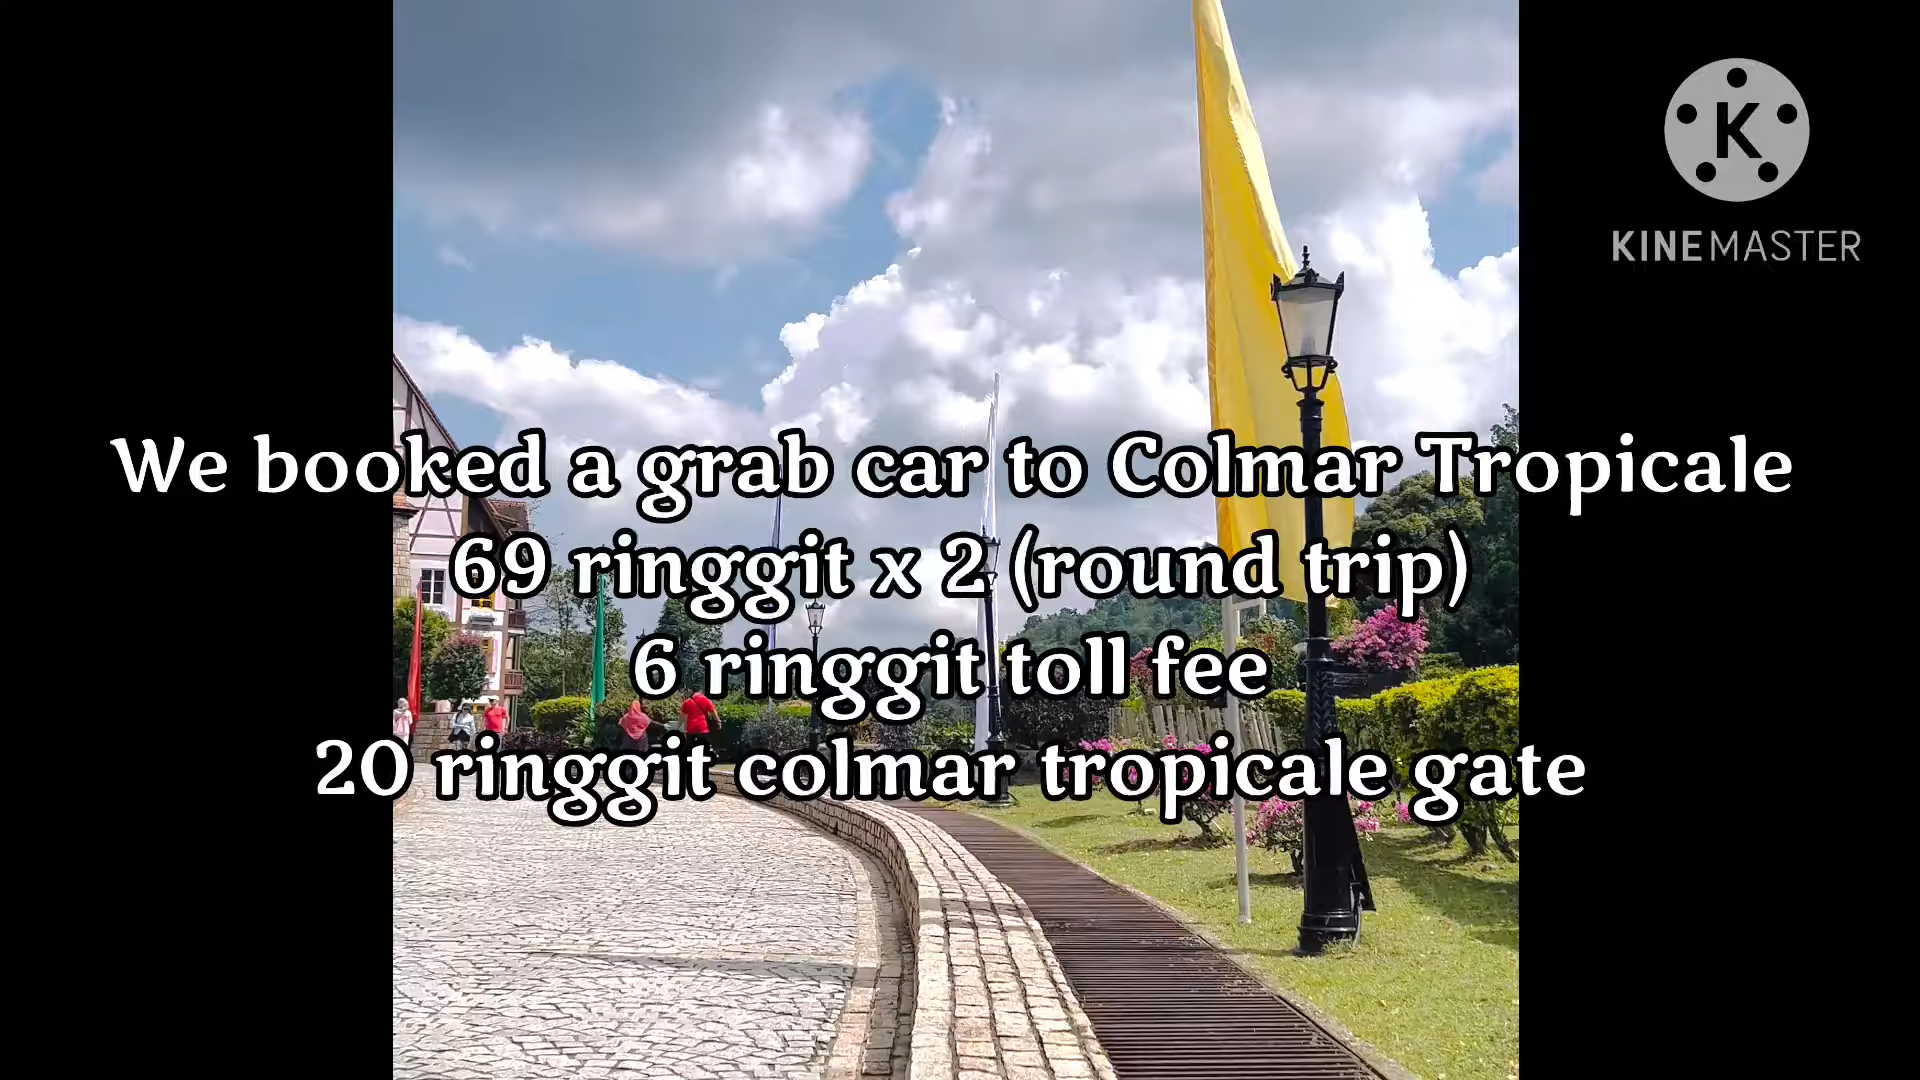 K
KINEMASTER
We booked a grab car to Colmar Tropicale
69 ringgit x 2 (round trip)
6 ringgit toll fee
20 ringgit colmar tropicale gate